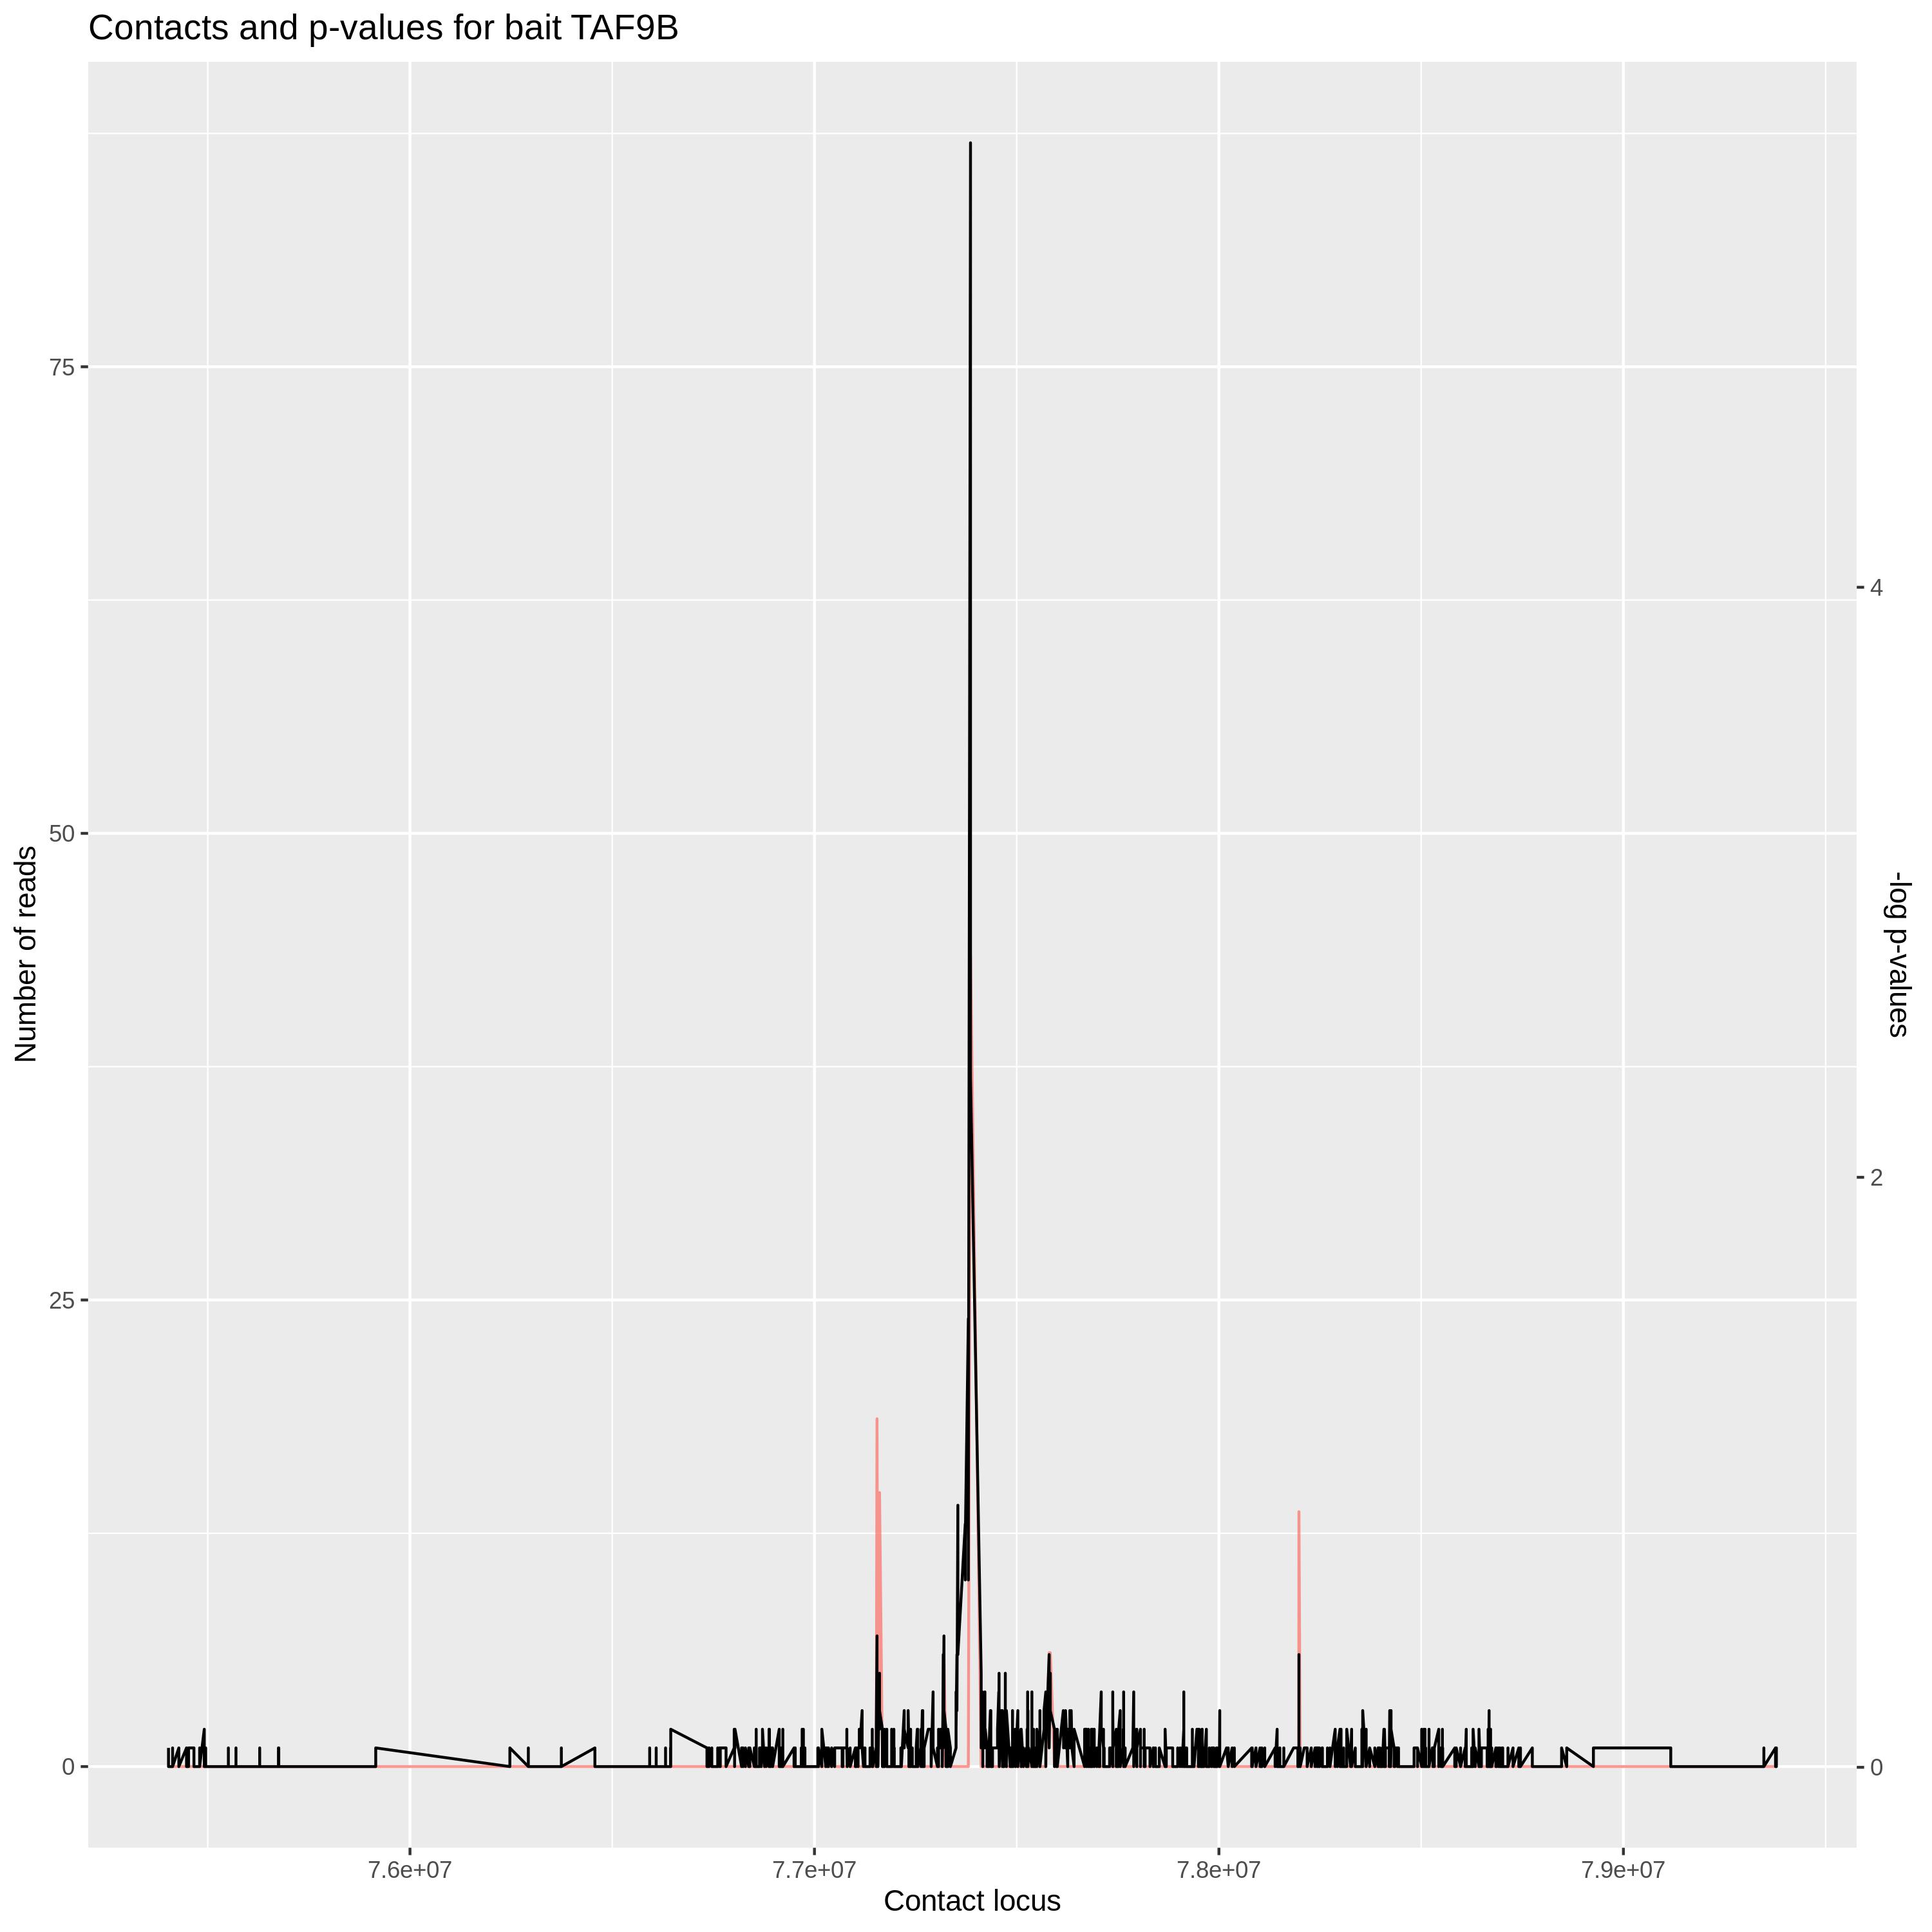 Contacts and p-values for bait TAF9B
75
50
25
0
Number of reads
4
2
0
-log p-values
7.6e+07
7.7e+07
7.8e+07
7.9e+07
Contact locus